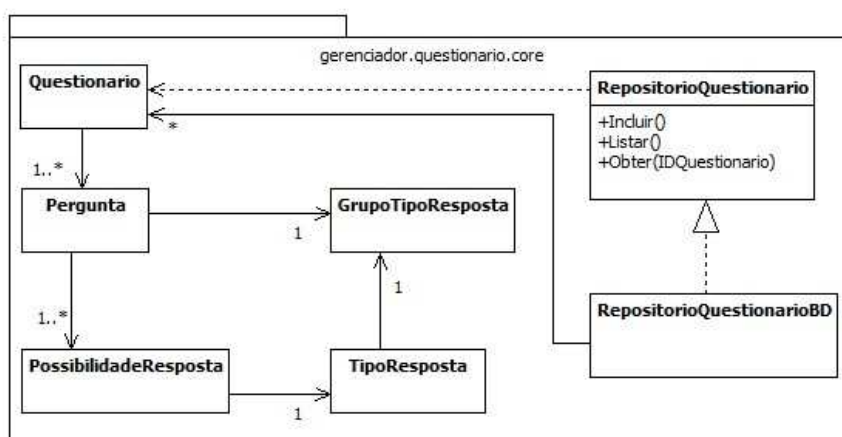 gerenciador.questionario.core
Questionario
RepositorioQuestionario
+Incluir()
+Listar()
+Obter(IDQuestionario)
*
1..*
Pergunta
GrupoTipoResposta
1
1
RepositorioQuestionarioBD
1..*
PossibilidadeResposta
TipoResposta
1